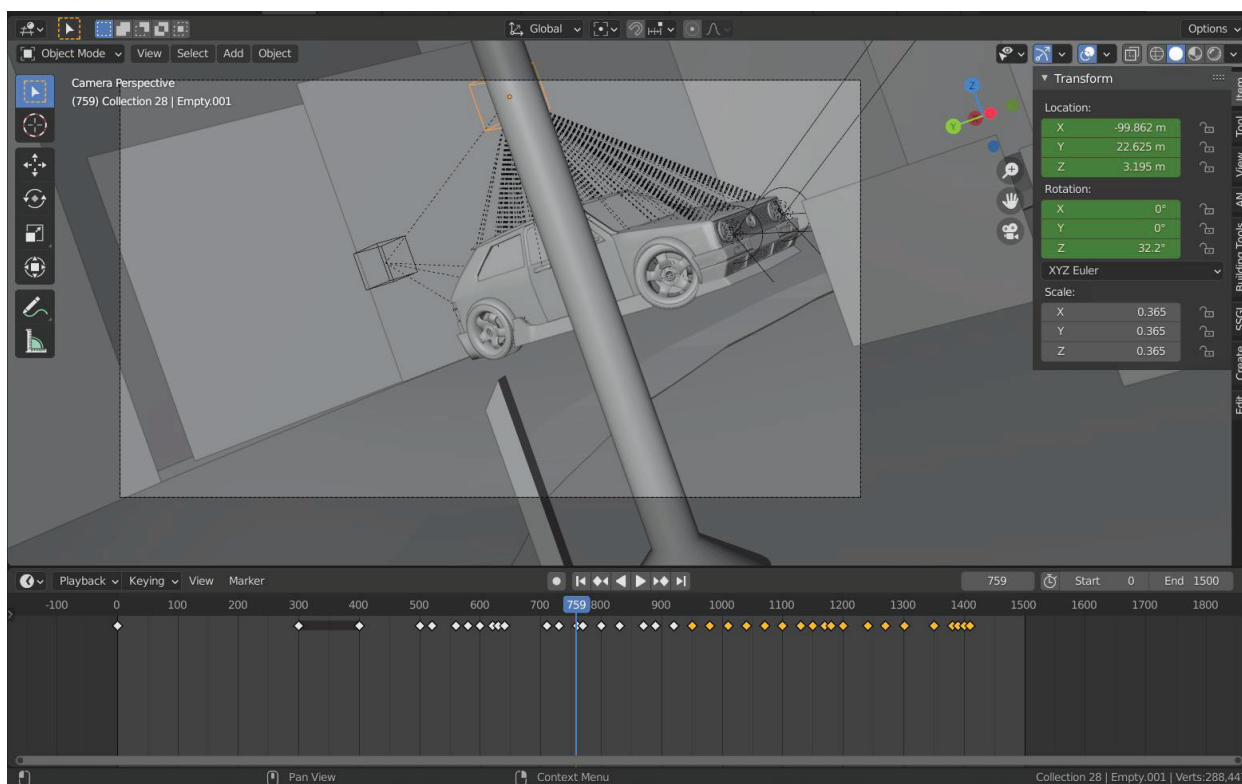 Global
Options
Object Mode View Select Add Object
Camera Perspective
(759) Collection 28 | Empty.001
Z
Y
Transform
Location:
X -99.862 m
Y 22.625 m
Z 3.195 m
Rotation:
X 0°
Y 0°
Z 32.2°
XYZ Euler
Scale:
X 0.365
Y 0.365
Z 0.365
Item
Tool
View
AN
Building Tools
SSGI
Create
Edit
Playback Keying View Marker 759 Start 0 End 1500
-100 0 100 200 300 400 500 600 700 759 800 900 1000 1100 1200 1300 1400 1500 1600 1700 1800
Pan View Context Menu Collection 28 | Empty.001 | Verts:288,44